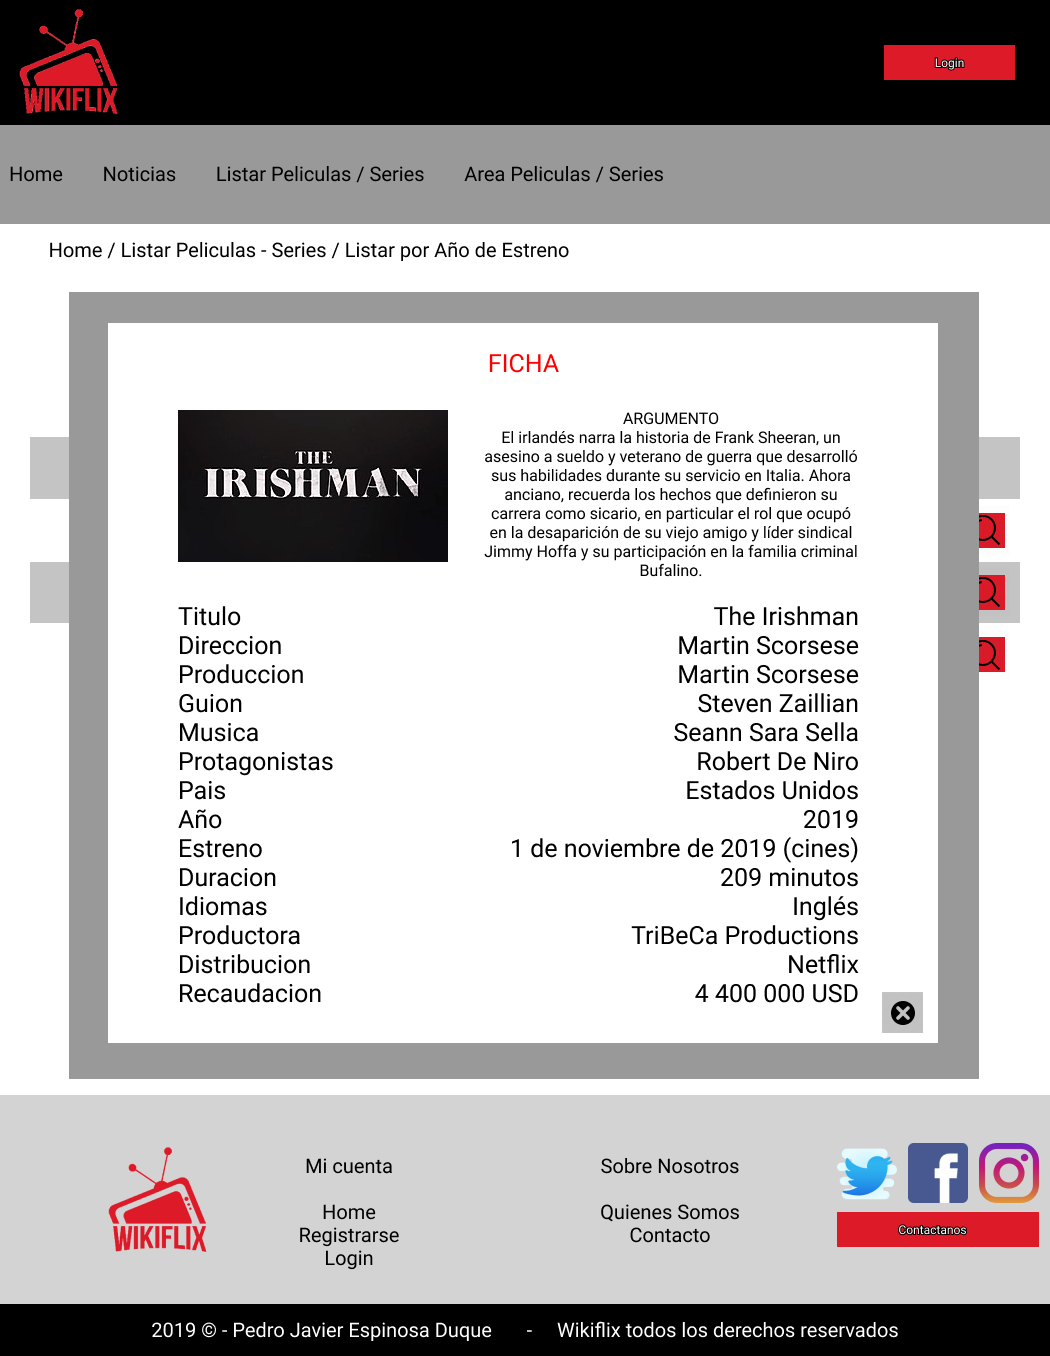 WIKIFLIX
Login
Home
Noticias
Listar Peliculas / Series
Area Peliculas / Series
Home / Listar Peliculas - Series / Listar por Año de Estreno
FICHA
THE
IRISHMAN
ARGUMENTO
El irlandés narra la historia de Frank Sheeran, un
asesino a sueldo y veterano de guerra que desarrolló
sus habilidades durante su servicio en Italia. Ahora
anciano, recuerda los hechos que definieron su
carrera como sicario, en particular el rol que ocupó
en la desaparición de su viejo amigo y líder sindical
Jimmy Hoffa y su participación en la familia criminal
Bufalino.
Titulo The Irishman
Direccion Martin Scorsese
Produccion Martin Scorsese
Guion Steven Zaillian
Musica Seann Sara Sella
Protagonistas Robert De Niro
Pais Estados Unidos
Año 2019
Estreno 1 de noviembre de 2019 (cines)
Duracion 209 minutos
Idiomas Inglés
Productora TriBeCa Productions
Distribucion Netflix
Recaudacion 4 400 000 USD
WIKIFLIX
Mi cuenta
Home
Registrarse
Login
Sobre Nosotros
Quienes Somos
Contacto
Contactanos
2019 © - Pedro Javier Espinosa Duque - Wikiflix todos los derechos reservados